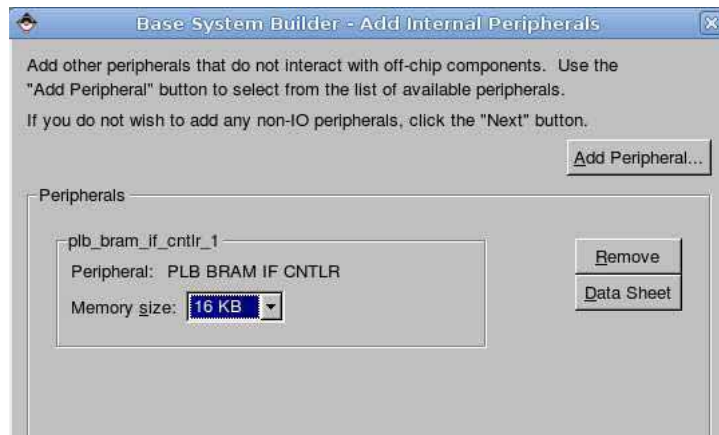 Base System Builder - Add Internal Peripherals
Add other peripherals that do not interact with off-chip components. Use the
"Add Peripheral" button to select from the list of available peripherals.
If you do not wish to add any non-IO peripherals, click the "Next" button.
Add Peripheral...
Peripherals
plb_bram_if_cntlr_1
Peripheral: PLB BRAM IF CNTLR
Memory size: 16 KB
Remove
Data Sheet